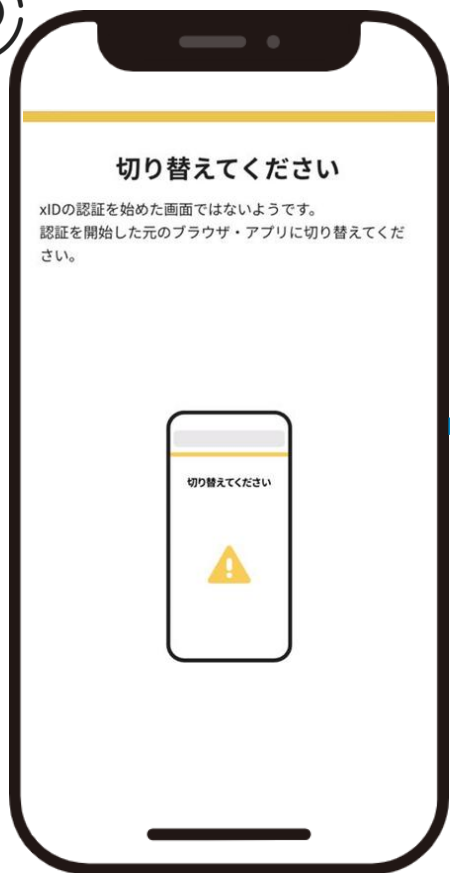 切り替えてください
xIDの認証を始めた画面ではないようです。
認証を開始した元のブラウザ・アプリに切り替えてくだ
さい。
切り替えてください